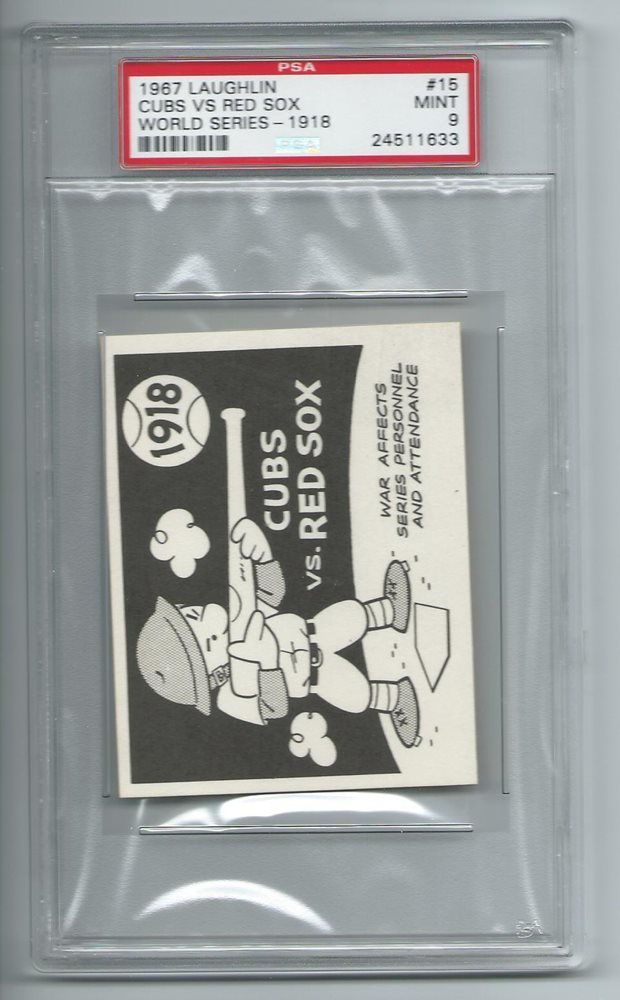 PSA
1967 LAUGHLIN #15
CUBS VS RED SOX MINT
WORLD SERIES - 1918 9
PSA 24511633
1918
CUBS
VS. RED SOX
WAR AFFECTS
SERIES PERSONNEL
AND ATTENDANCE